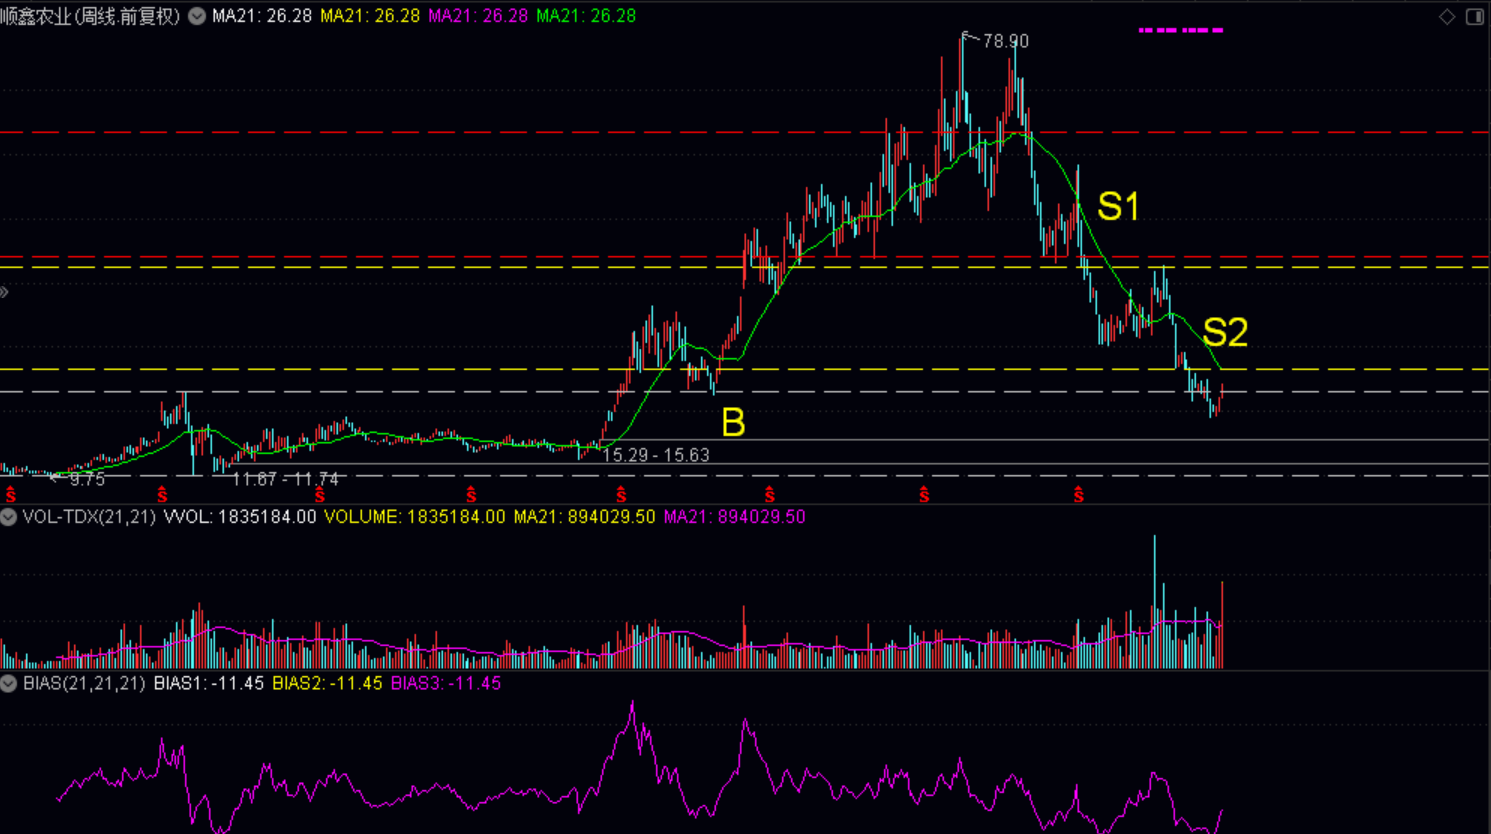 顺鑫农业(周线.前复权) MA21: 26.28 MA21: 26.28 MA21: 26.28 MA21: 26.28
78.90
S1
S2
B
15.29 - 15.63
9.75
11.67 - 11.74
S S S S S S S S
VOL-TDX(21,21) VVOL: 1835184.00 VOLUME: 1835184.00 MA21: 894029.50 MA21: 894029.50
BIAS(21,21,21) BIAS1: -11.45 BIAS2: -11.45 BIAS3: -11.45